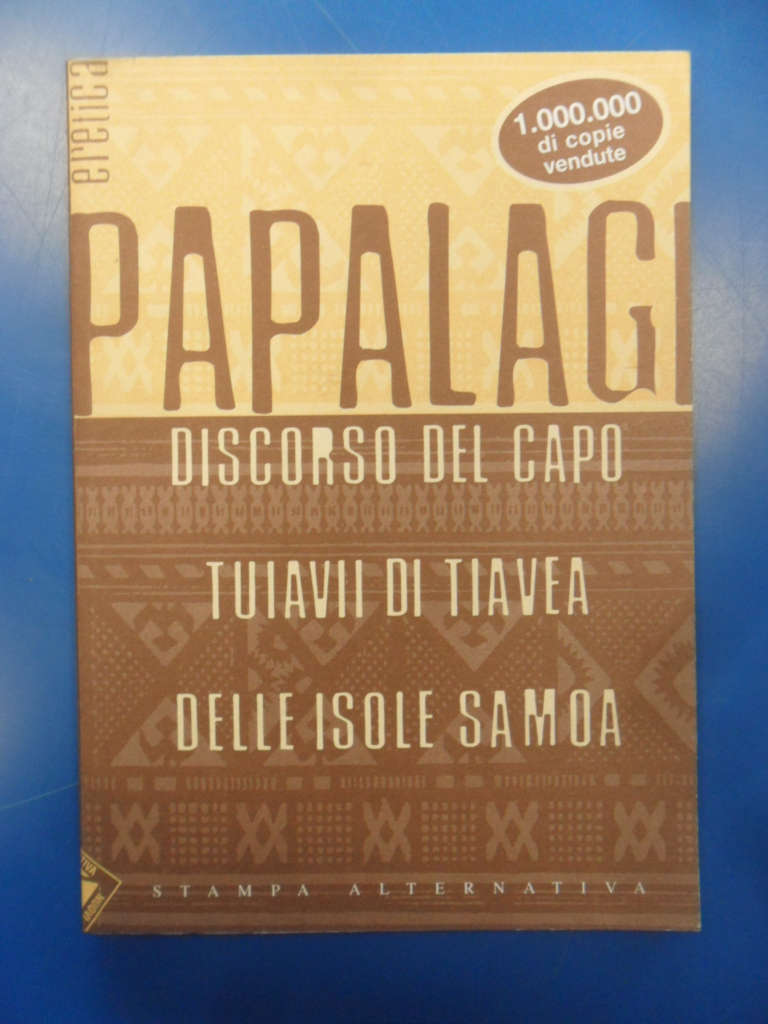 eretica
1.000.000
di copie
vendute
PAPALAGI
DISCORSO DEL CAPO
TUIAVII DI TIAVEA
DELLE ISOLE SAMOA
STAMPA ALTERNATIVA